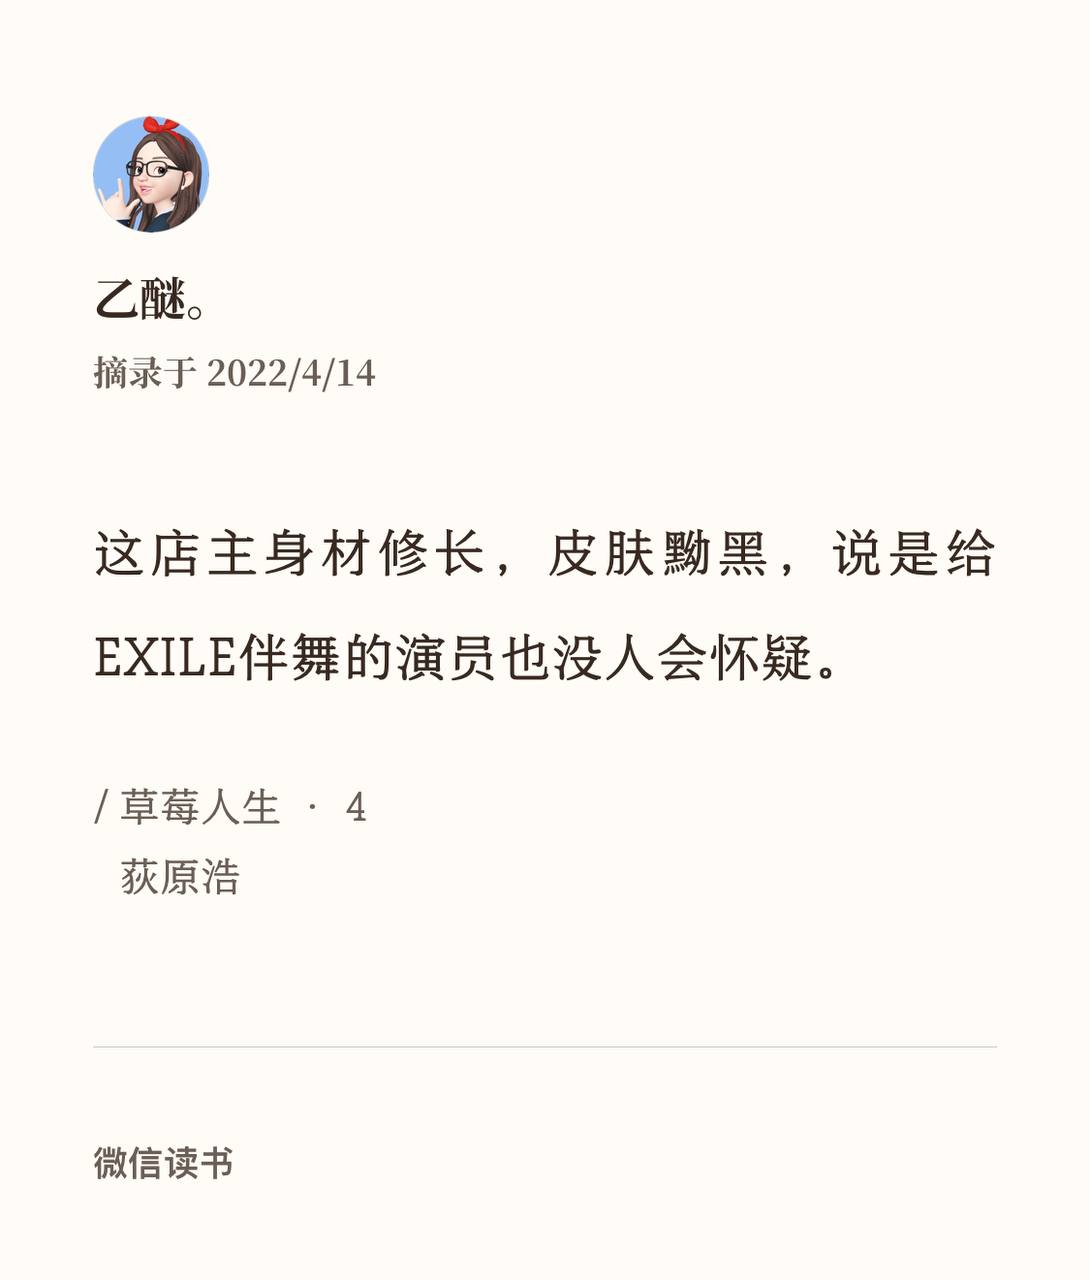 乙醚。
摘录于 2022/4/14
这店主身材修长，皮肤黝黑，说是给
EXILE伴舞的演员也没人会怀疑。
/ 草莓人生 · 4
荻原浩
微信读书